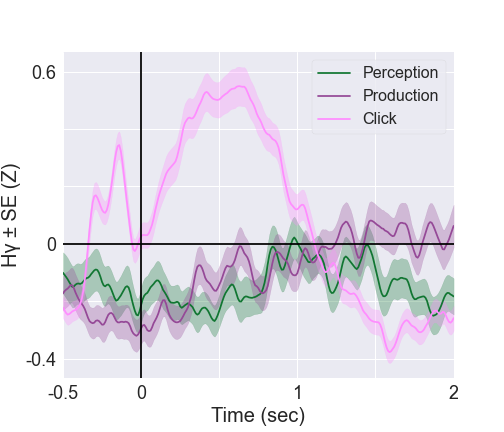 Perception
Production
Click
0.6
0
-0.4
Hγ ± SE (Z)
-0.5
0
1
2
Time (sec)